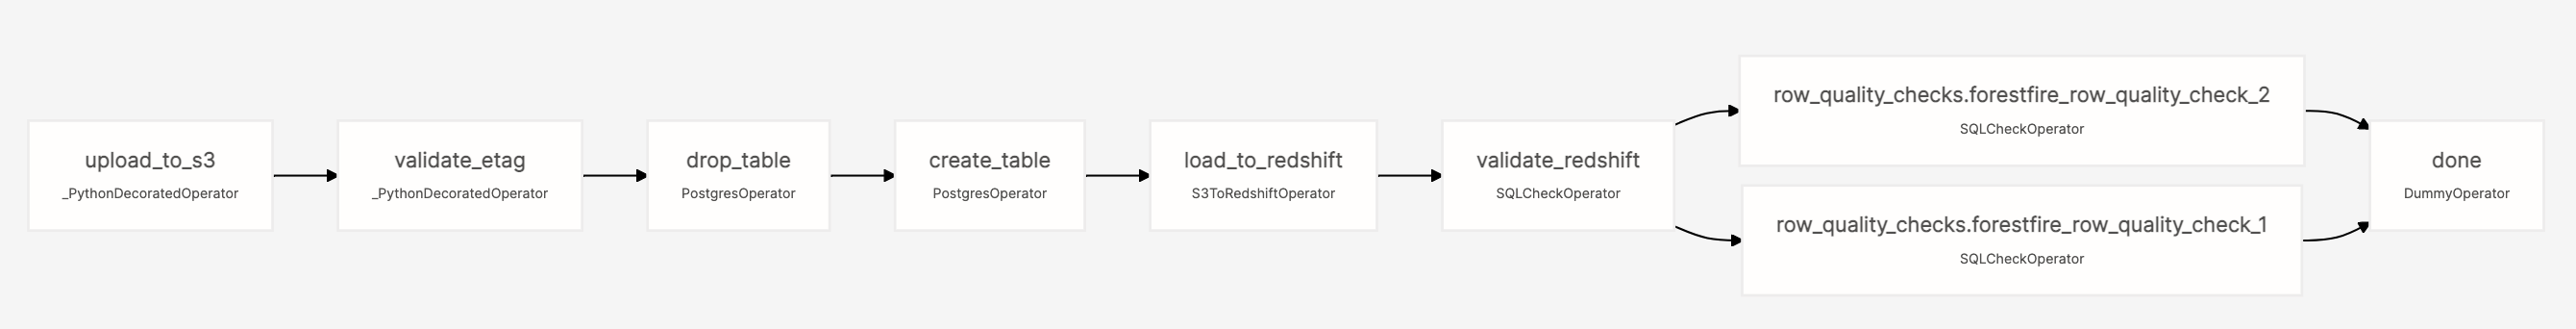 upload_to_s3
_PythonDecoratedOperator
validate_etag
_PythonDecoratedOperator
drop_table
PostgresOperator
create_table
PostgresOperator
load_to_redshift
S3ToRedshiftOperator
validate_redshift
SQLCheckOperator
row_quality_checks.forestfire_row_quality_check_2
SQLCheckOperator
row_quality_checks.forestfire_row_quality_check_1
SQLCheckOperator
done
DummyOperator